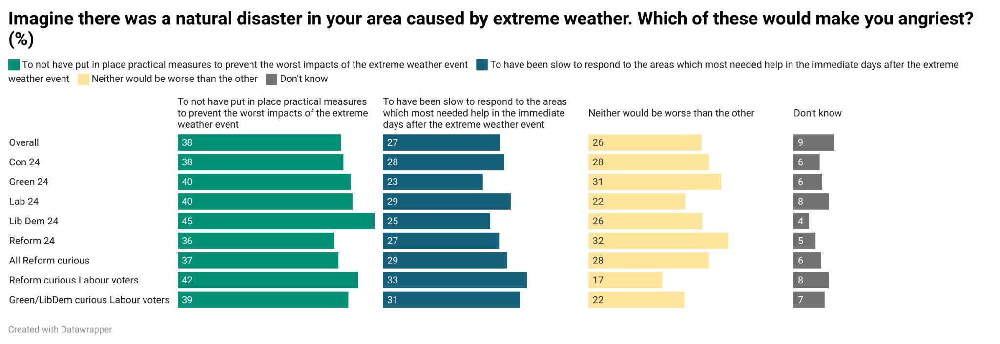 Imagine there was a natural disaster in your area caused by extreme weather. Which of these would make you angriest?
(%)
To not have put in place practical measures to prevent the worst impacts of the extreme weather event To have been slow to respond to the areas which most needed help in the immediate days after the extreme
weather event Neither would be worse than the other Don’t know
To not have put in place practical measures
to prevent the worst impacts of the extreme
weather event
To have been slow to respond to the areas
which most needed help in the immediate
days after the extreme weather event
Neither would be worse than the other
Don’t know
Overall 38 27 26 9
Con 24 38 28 28 6
Green 24 40 23 31 6
Lab 24 40 29 22 8
Lib Dem 24 45 25 26 4
Reform 24 36 27 32 5
All Reform curious 37 29 28 6
Reform curious Labour voters 42 33 17 8
Green/LibDem curious Labour voters 39 31 22 7
Created with Datawrapper